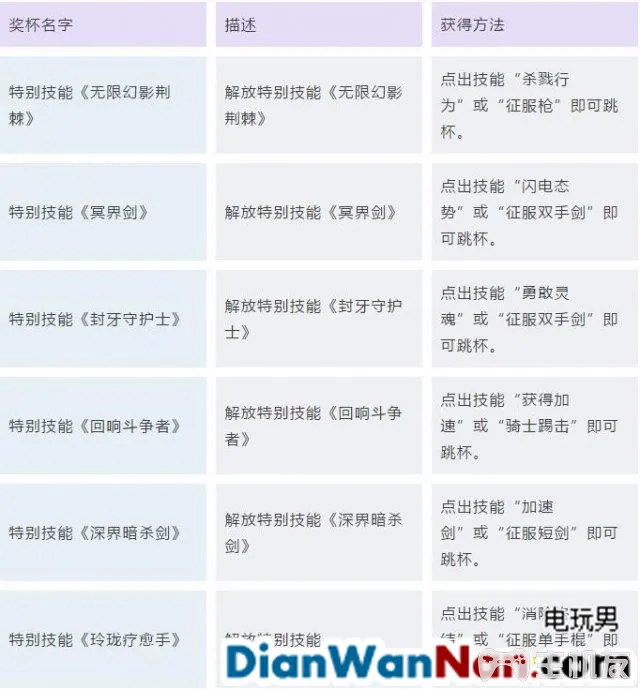 奖杯名字
描述
获得方法
特别技能《无限幻影荆
棘》
解放特别技能《无限幻影
荆棘》
点出技能“杀戮行
为”或“征服枪”即可跳
杯。
特别技能《冥界剑》
解放特别技能《冥界剑》
点出技能“闪电态
势”或“征服双手剑”即
可跳杯。
特别技能《封牙守护士》
解放特别技能《封牙守护
士》
点出技能“勇敢灵
魂”或“征服双手剑”即
可跳杯。
特别技能《回响斗争者》
解放特别技能《回响斗争
者》
点出技能“获得加
速”或“骑士踢击”即可
跳杯。
特别技能《深界暗杀剑》
解放特别技能《深界暗杀
剑》
点出技能“加速
剑”或“征服短剑”即可
跳杯。
特别技能《玲珑疗愈手》
解放特别技能
点出技能“消除
”或“征服单手棍”即
电玩男
DianWanNan.com